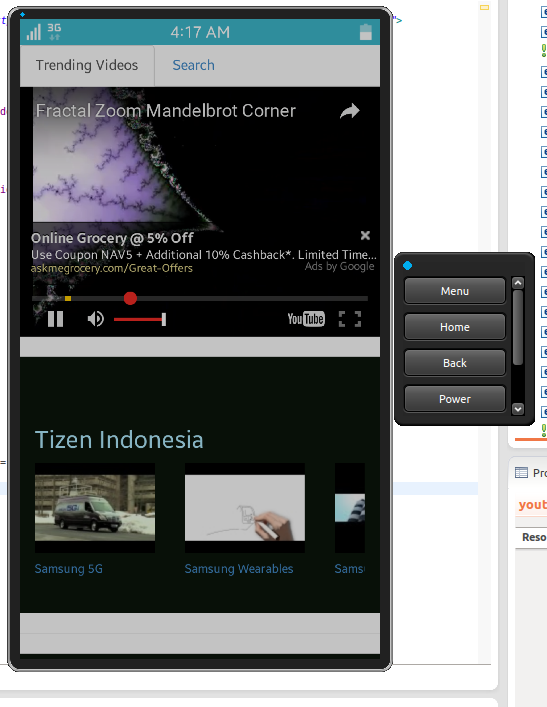 3G
4:17 AM
Trending Videos
Search
Fractal Zoom Mandelbrot Corner
Online Grocery @ 5% Off
Use Coupon NAV5 + Additional 10% Cashback*. Limited Time...
askmegrocery.com/Great-Offers
Ads by Google
YouTube
Tizen Indonesia
Samsung 5G
Samsung Wearables
Sams
Menu
Home
Back
Power
">
=
Pro
yout
Reso